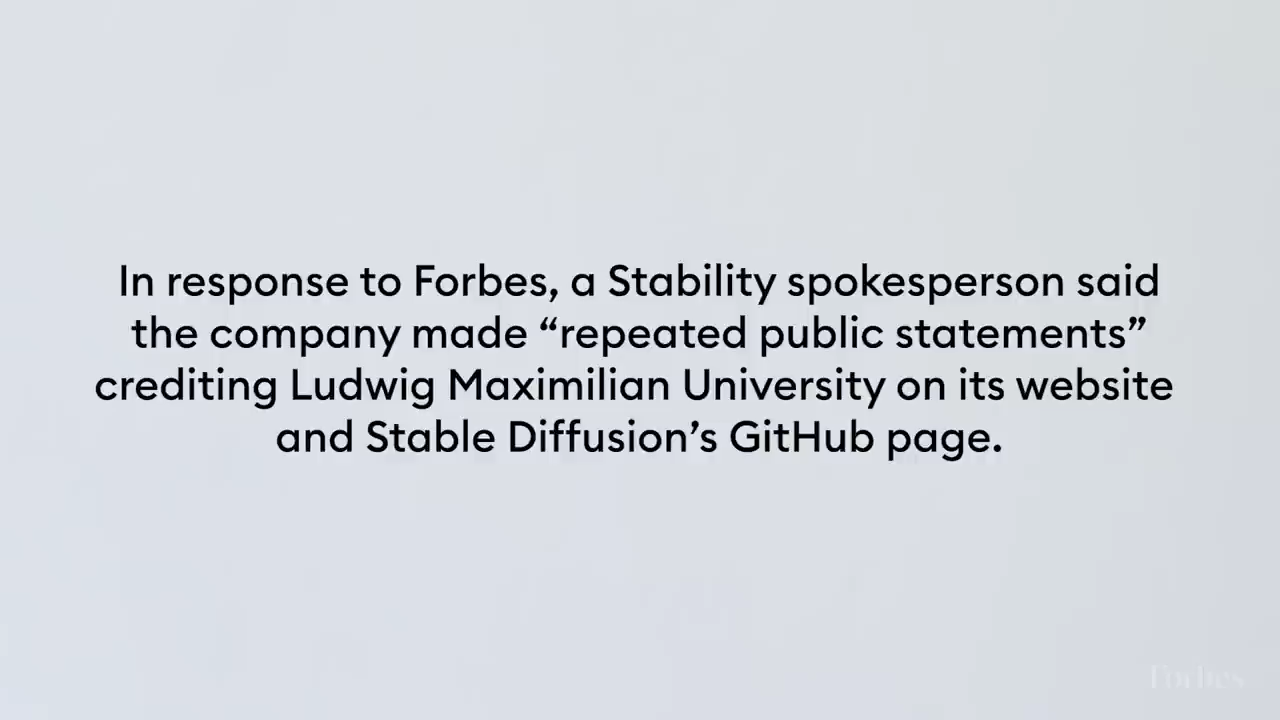 In response to Forbes, a Stability spokesperson said
the company made “repeated public statements”
crediting Ludwig Maximilian University on its website
and Stable Diffusion’s GitHub page.
Forbes